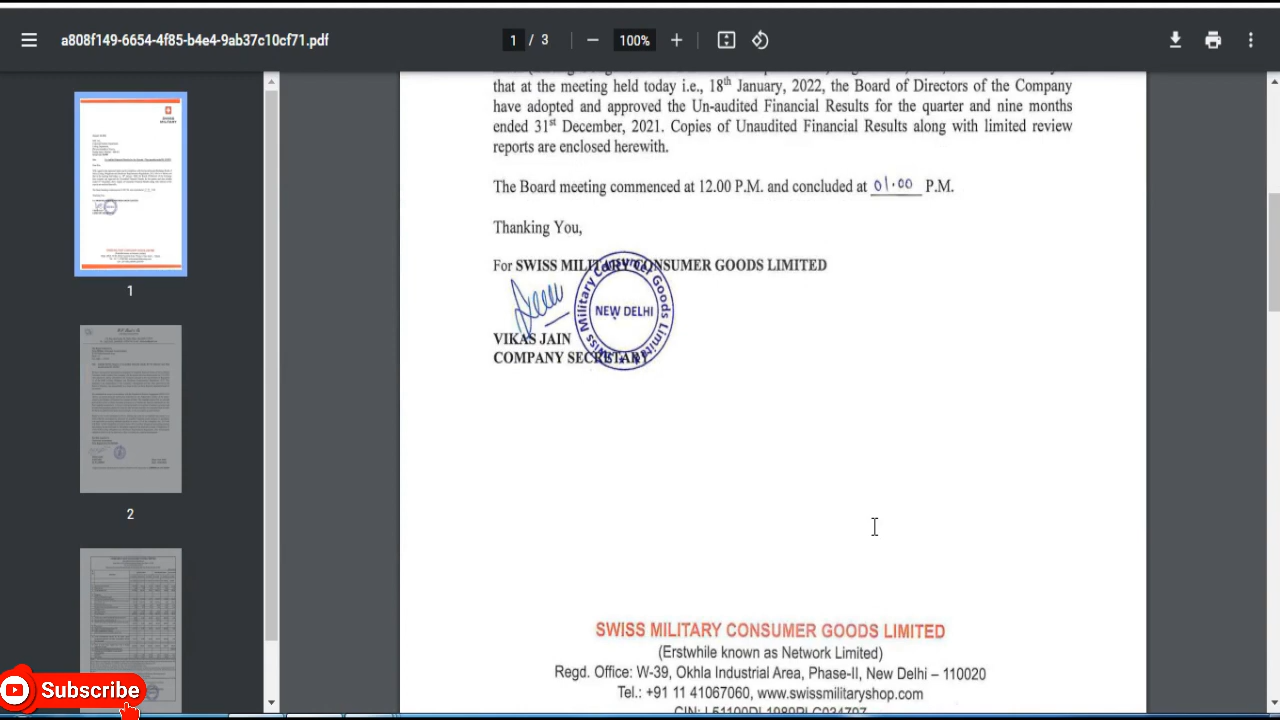 a808f149-6654-4f85-b4e4-9ab37c10cf71.pdf
1 / 3
100%
that at the meeting held today i.e., 18th January, 2022, the Board of Directors of the Company
have adopted and approved the Un-audited Financial Results for the quarter and nine months
ended 31st December, 2021. Copies of Unaudited Financial Results along with limited review
reports are enclosed herewith.
The Board meeting commenced at 12.00 P.M. and concluded at 01.00 P.M.
Thanking You,
For SWISS MILITARY CONSUMER GOODS LIMITED
Swiss Military Consumer Goods Limited
NEW DELHI
VIKAS JAIN
COMPANY SECRETARY
SWISS MILITARY CONSUMER GOODS LIMITED
(Erstwhile known as Network Limited)
Regd. Office: W-39, Okhla Industrial Area, Phase-II, New Delhi – 110020
Tel.: +91 11 41067060, www.swissmilitaryshop.com
1
2
Subscribe